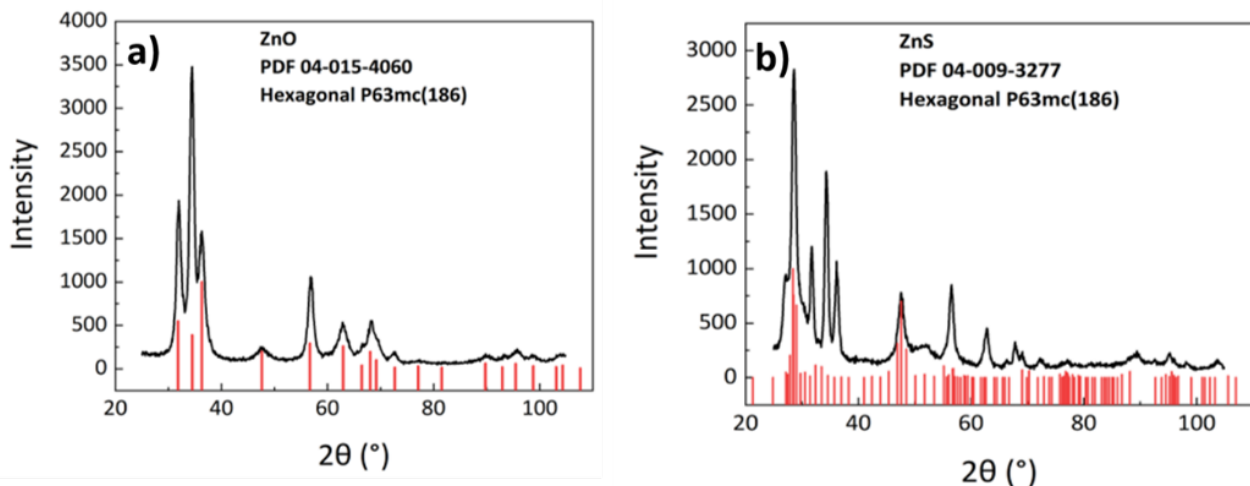 a)
ZnO
PDF 04-015-4060
Hexagonal P63mc(186)
Intensity
4000
3500
3000
2500
2000
1500
1000
500
0
20 40 60 80 100
2θ (°)
b)
ZnS
PDF 04-009-3277
Hexagonal P63mc(186)
Intensity
3000
2500
2000
1500
1000
500
0
20 40 60 80 100
2θ (°)